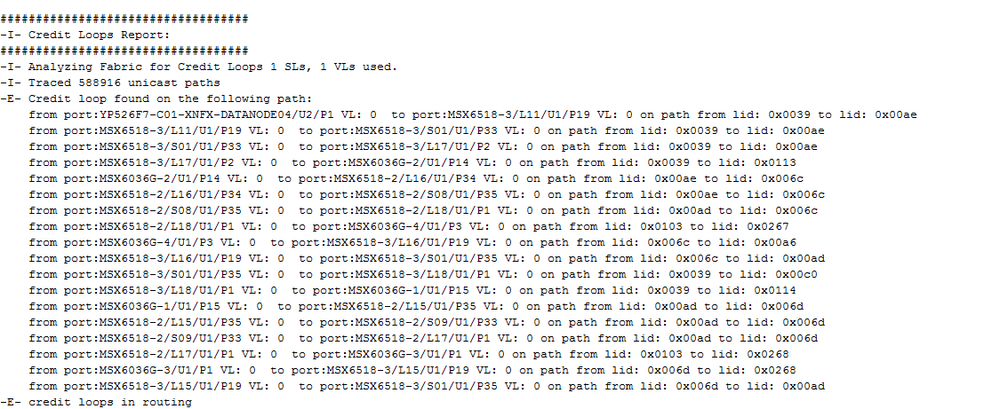 ###################################
-I- Credit Loops Report:
###################################
-I- Analyzing Fabric for Credit Loops 1 SLs, 1 VLs used.
-I- Traced 588916 unicast paths
-E- Credit loop found on the following path:
from port:YP526F7-C01-XNFX-DATANODE04/U2/P1 VL: 0  to port:MSX6518-3/L11/U1/P19 VL: 0 on path from lid: 0x0039 to lid: 0x00ae
from port:MSX6518-3/L11/U1/P19 VL: 0  to port:MSX6518-3/S01/U1/P33 VL: 0 on path from lid: 0x0039 to lid: 0x00ae
from port:MSX6518-3/S01/U1/P33 VL: 0  to port:MSX6518-3/L17/U1/P2 VL: 0 on path from lid: 0x0039 to lid: 0x00ae
from port:MSX6518-3/L17/U1/P2 VL: 0  to port:MSX6036G-2/U1/P14 VL: 0 on path from lid: 0x0039 to lid: 0x0113
from port:MSX6036G-2/U1/P14 VL: 0  to port:MSX6518-2/L16/U1/P34 VL: 0 on path from lid: 0x00ae to lid: 0x006c
from port:MSX6518-2/L16/U1/P34 VL: 0  to port:MSX6518-2/S08/U1/P35 VL: 0 on path from lid: 0x00ae to lid: 0x006c
from port:MSX6518-2/S08/U1/P35 VL: 0  to port:MSX6518-2/L18/U1/P1 VL: 0 on path from lid: 0x00ad to lid: 0x006c
from port:MSX6518-2/L18/U1/P1 VL: 0  to port:MSX6036G-4/U1/P3 VL: 0 on path from lid: 0x0103 to lid: 0x0267
from port:MSX6036G-4/U1/P3 VL: 0  to port:MSX6518-3/L16/U1/P19 VL: 0 on path from lid: 0x006c to lid: 0x00a6
from port:MSX6518-3/L16/U1/P19 VL: 0  to port:MSX6518-3/S01/U1/P35 VL: 0 on path from lid: 0x006c to lid: 0x00ad
from port:MSX6518-3/S01/U1/P35 VL: 0  to port:MSX6518-3/L18/U1/P1 VL: 0 on path from lid: 0x0039 to lid: 0x00c0
from port:MSX6518-3/L18/U1/P1 VL: 0  to port:MSX6036G-1/U1/P15 VL: 0 on path from lid: 0x0039 to lid: 0x0114
from port:MSX6036G-1/U1/P15 VL: 0  to port:MSX6518-2/L15/U1/P35 VL: 0 on path from lid: 0x00ad to lid: 0x006d
from port:MSX6518-2/L15/U1/P35 VL: 0  to port:MSX6518-2/S09/U1/P33 VL: 0 on path from lid: 0x00ad to lid: 0x006d
from port:MSX6518-2/S09/U1/P33 VL: 0  to port:MSX6518-2/L17/U1/P1 VL: 0 on path from lid: 0x00ad to lid: 0x006d
from port:MSX6518-2/L17/U1/P1 VL: 0  to port:MSX6036G-3/U1/P1 VL: 0 on path from lid: 0x0103 to lid: 0x0268
from port:MSX6036G-3/U1/P1 VL: 0  to port:MSX6518-3/L15/U1/P19 VL: 0 on path from lid: 0x006d to lid: 0x0268
from port:MSX6518-3/L15/U1/P19 VL: 0  to port:MSX6518-3/S01/U1/P35 VL: 0 on path from lid: 0x006d to lid: 0x00ad
-E- credit loops in routing